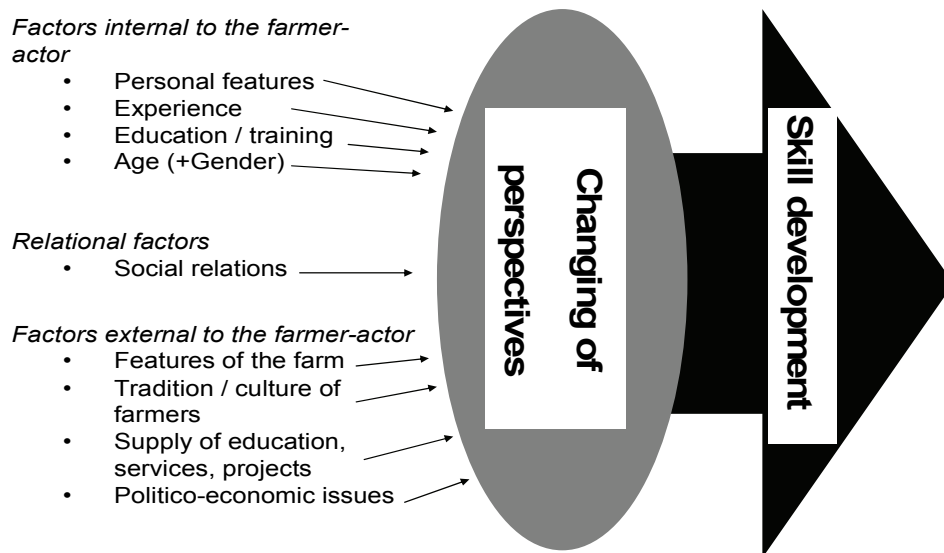 Factors internal to the farmer-
actor
• Personal features
• Experience
• Education / training
• Age (+Gender)
Relational factors
• Social relations
Factors external to the farmer-actor
• Features of the farm
• Tradition / culture of
farmers
• Supply of education,
services, projects
• Politico-economic issues
Changing of
perspectives
Skill development